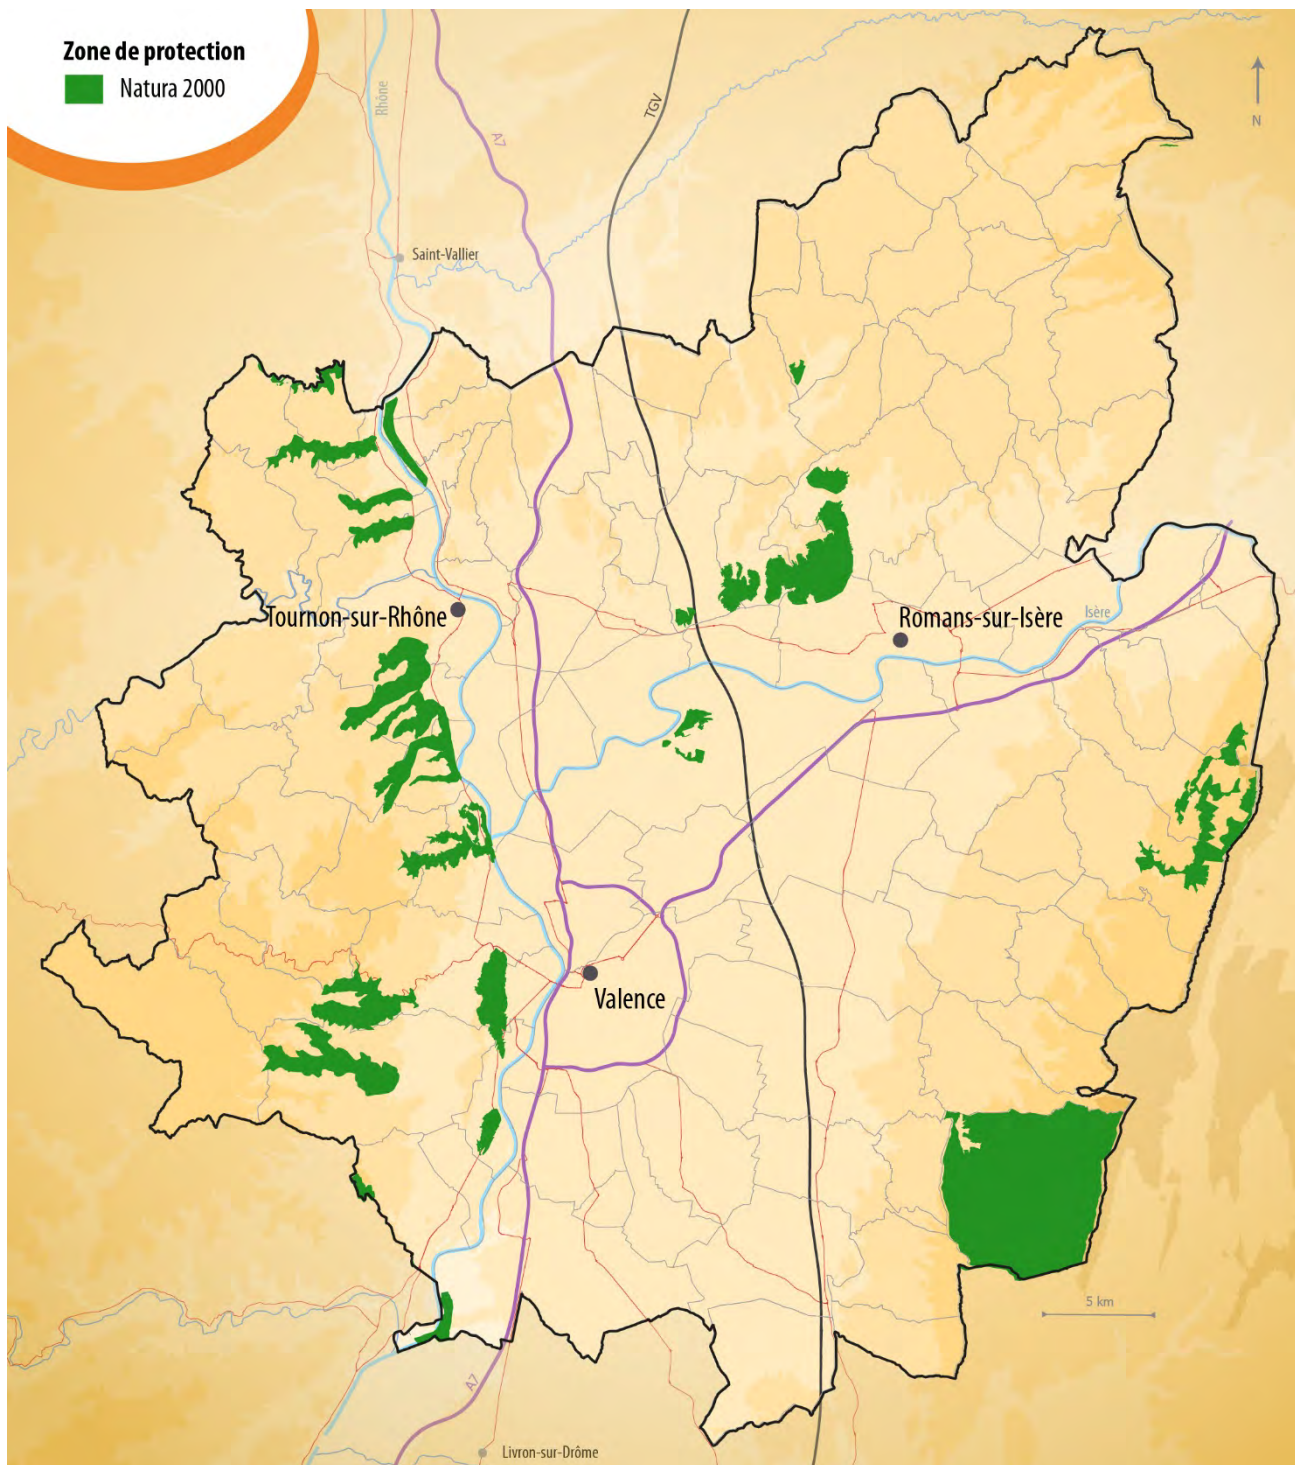 Zone de protection
Natura 2000
Rhône
A7
TGV
N
Saint-Vallier
Tournon-sur-Rhône
Romans-sur-Isère
Isère
Valence
5 km
A7
Livron-sur-Drôme